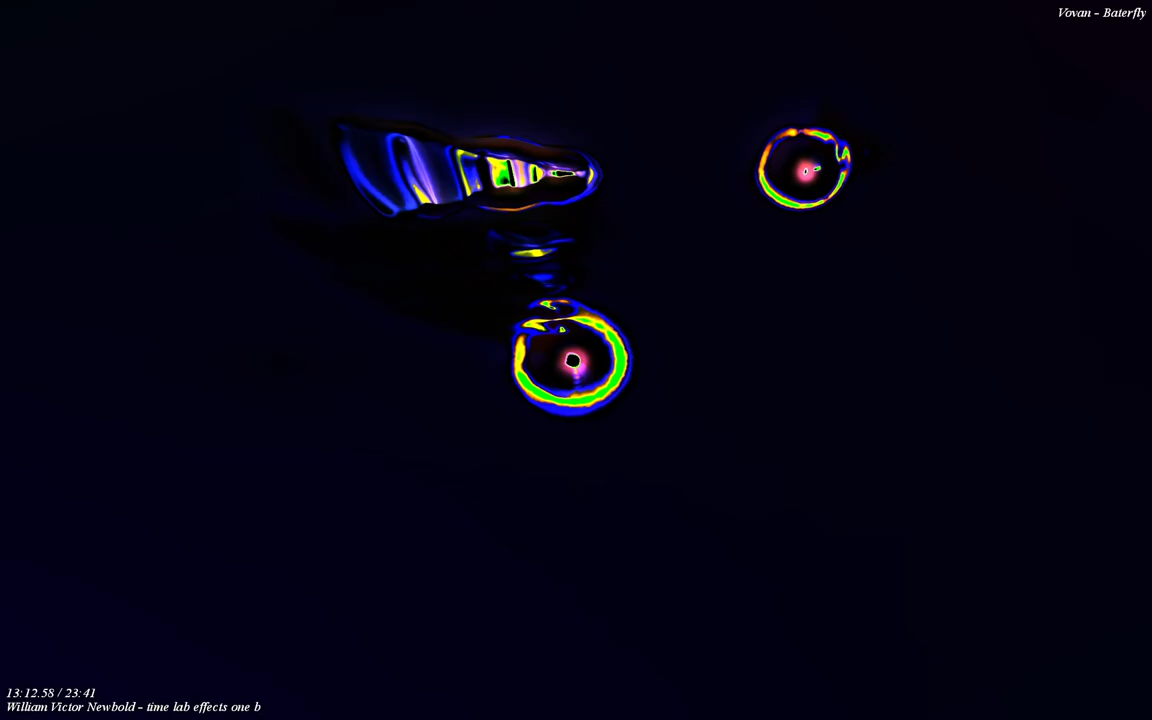 Vovan - Baterfly
13:12.58 / 23:41
William Victor Newbold - time lab effects one b